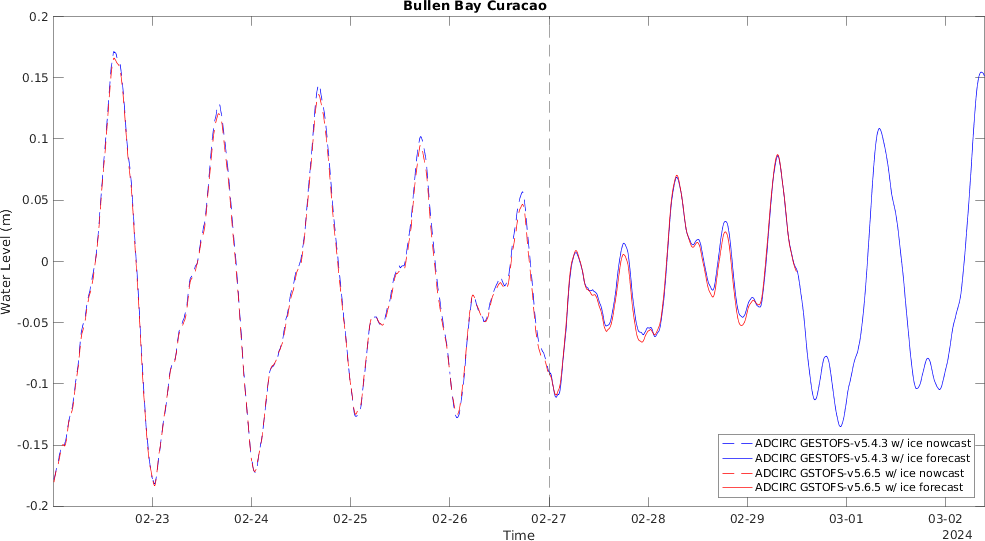 Bullen Bay Curacao
0.2
0.15
0.1
0.05
0
-0.05
-0.1
-0.15
-0.2
Water Level (m)
ADCIRC GESTOFS-v5.4.3 w/ ice nowcast
ADCIRC GESTOFS-v5.4.3 w/ ice forecast
ADCIRC GSTOFS-v5.6.5 w/ ice nowcast
ADCIRC GSTOFS-v5.6.5 w/ ice forecast
02-23 02-24 02-25 02-26 02-27 02-28 02-29 03-01 03-02
Time
2024